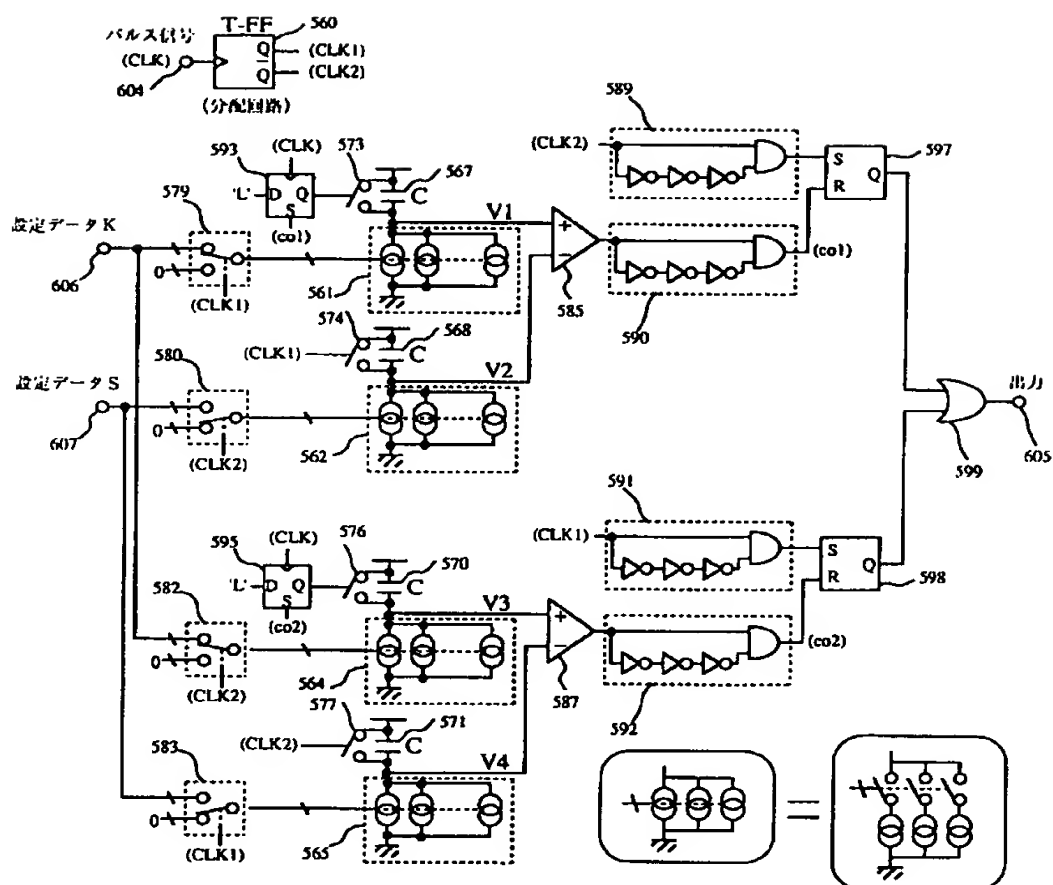 パルス信号
(CLK)
604
T-FF
560
Q
(CLK1)
Q
(CLK2)
(分配回路)
593
(CLK)
573
567
'L'
D
Q
S
(co1)
C
V1
579
設定データK
606
0
(CLK1)
561
574
568
(CLK1)
C
V2
580
設定データS
607
0
(CLK2)
562
585
589
(CLK2)
590
(co1)
S
R
Q
597
599
出力
605
595
(CLK)
576
570
'L'
D
Q
S
(co2)
C
V3
582
0
(CLK2)
564
577
571
(CLK2)
C
V4
583
0
(CLK1)
565
587
591
(CLK1)
592
(co2)
S
R
Q
598